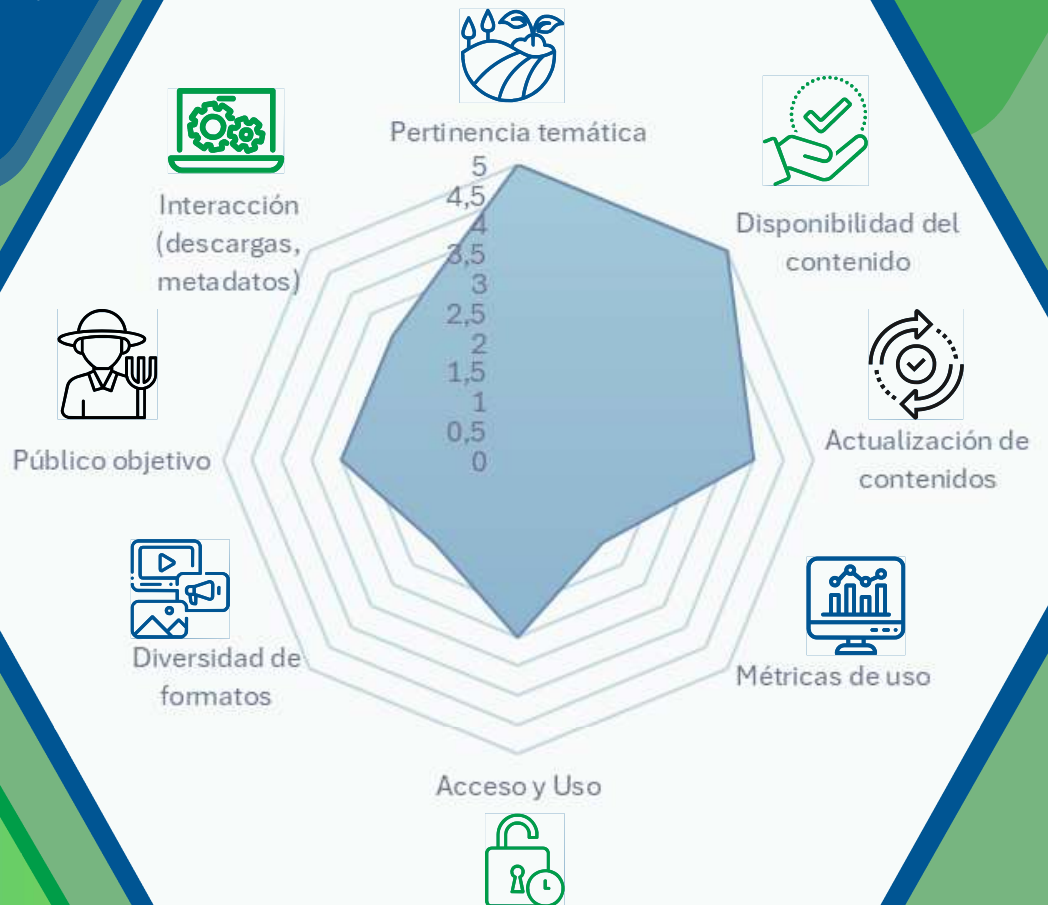 Pertinencia temática
5
4,5
4
3,5
3
2,5
2
1,5
1
0,5
0
Disponibilidad del
contenido
Actualización de
contenidos
Métricas de uso
Acceso y Uso
Diversidad de
formatos
Público objetivo
Interacción
(descargas,
metadatos)